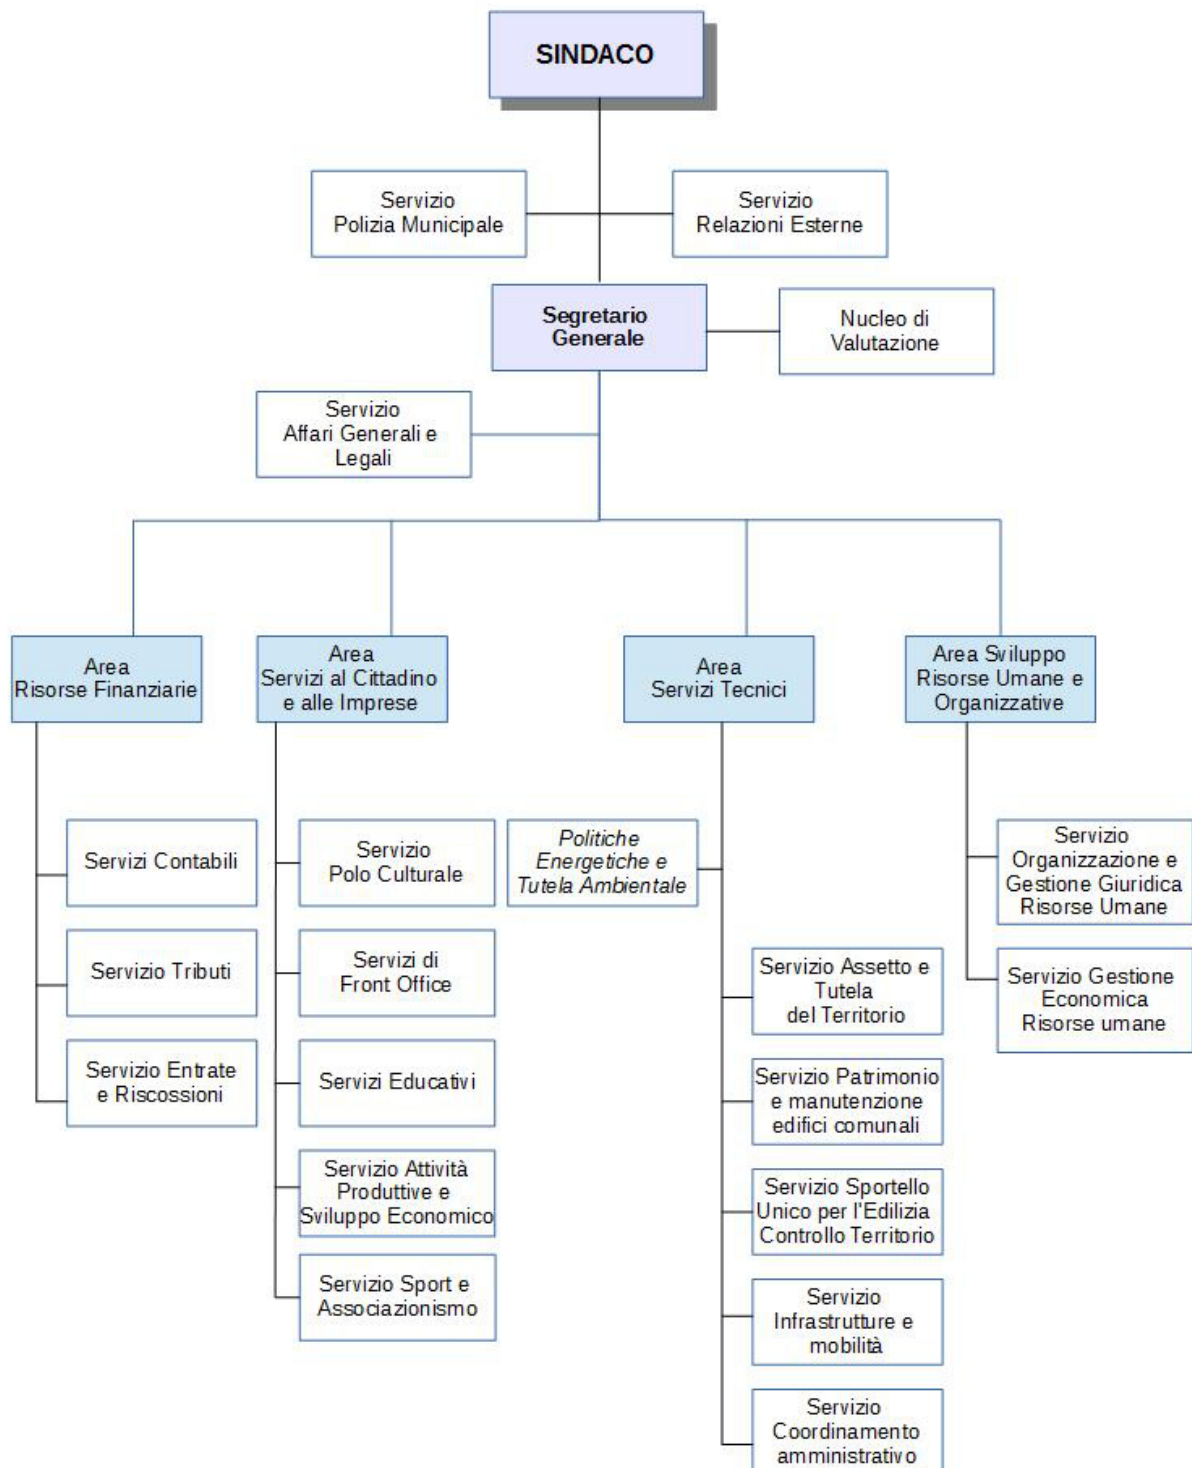 SINDACO
Servizio
Polizia Municipale
Servizio
Relazioni Esterne
Segretario
Generale
Nucleo di
Valutazione
Servizio
Affari Generali e
Legali
Area
Risorse Finanziarie
Area
Servizi al Cittadino
e alle Imprese
Area
Servizi Tecnici
Area Sviluppo
Risorse Umane e
Organizzative
Servizi Contabili
Servizio Tributi
Servizio Entrate
e Riscossioni
Servizio
Polo Culturale
Servizi di
Front Office
Servizi Educativi
Servizio Attività
Produttive e
Sviluppo Economico
Servizio Sport e
Associazionismo
Politiche
Energetiche e
Tutela Ambientale
Servizio Assetto e
Tutela
del Territorio
Servizio Patrimonio
e manutenzione
edifici comunali
Servizio Sportello
Unico per l'Edilizia
Controllo Territorio
Servizio
Infrastrutture e
mobilità
Servizio
Coordinamento
amministrativo
Servizio
Organizzazione e
Gestione Giuridica
Risorse Umane
Servizio Gestione
Economica
Risorse umane